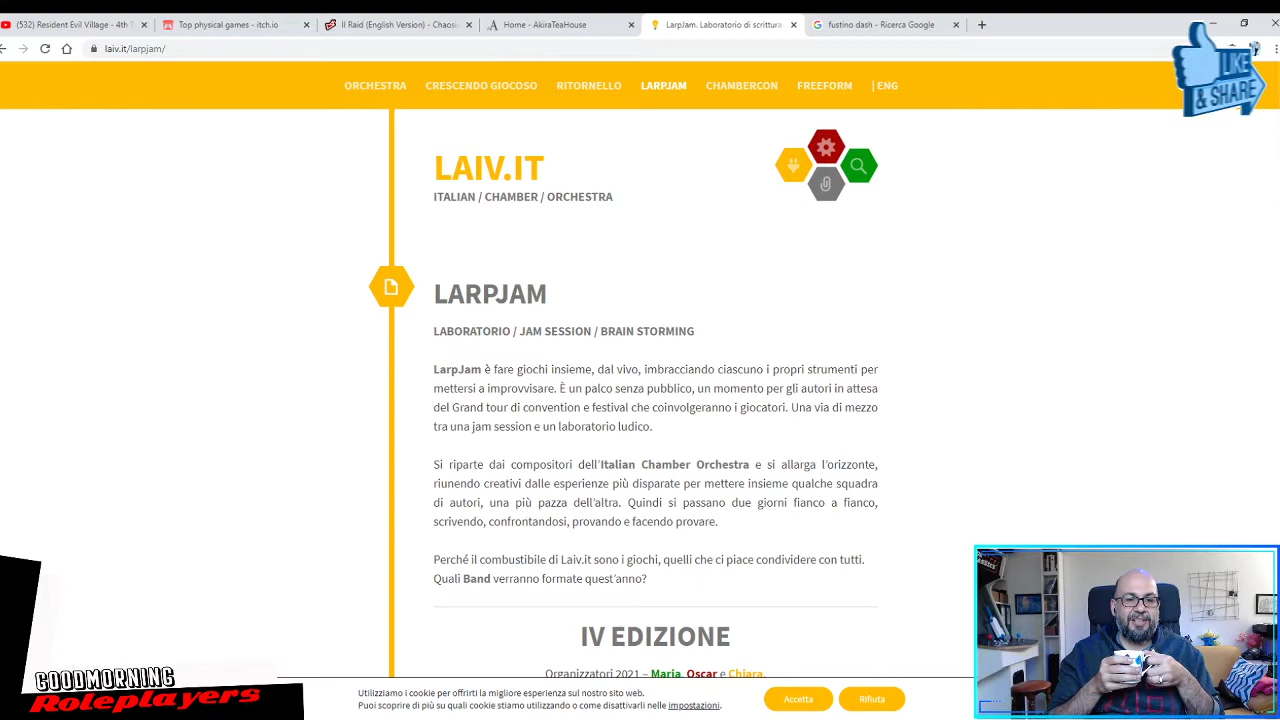 (532) Resident Evil Village - 4th T
Top physical games - itch.io
Il Raid (English Version) - Chaosi
Home - AkiraTeaHouse
LarpJam. Laboratorio di scrittura
fustino dash - Ricerca Google
laiv.it/larpjam/
LIKE
& SHARE
ORCHESTRA CRESCENDO GIOCOSO RITORNELLO LARPJAM CHAMBERCON FREEFORM | ENG
LAIV.IT
ITALIAN / CHAMBER / ORCHESTRA
LARPJAM
LABORATORIO / JAM SESSION / BRAIN STORMING
LarpJam è fare giochi insieme, dal vivo, imbracciando ciascuno i propri strumenti per
mettersi a improvvisare. È un palco senza pubblico, un momento per gli autori in attesa
del Grand tour di convention e festival che coinvolgeranno i giocatori. Una via di mezzo
tra una jam session e un laboratorio ludico.
Si riparte dai compositori dell'Italian Chamber Orchestra e si allarga l'orizzonte,
riunendo creativi dalle esperienze più disparate per mettere insieme qualche squadra
di autori, una più pazza dell'altra. Quindi si passano due giorni fianco a fianco,
scrivendo, confrontandosi, provando e facendo provare.
Perché il combustibile di Laiv.it sono i giochi, quelli che ci piace condividere con tutti.
Quali Band verranno formate quest'anno?
IV EDIZIONE
Organizzatori 2021 – Maria, Oscar e Chiara.
Utilizziamo i cookie per offrirti la migliore esperienza sul nostro sito web.
Puoi scoprire di più su quali cookie stiamo utilizzando o come disattivarli nelle impostazioni.
Accetta
Rifiuta
GOODMORNING
Roleplayers